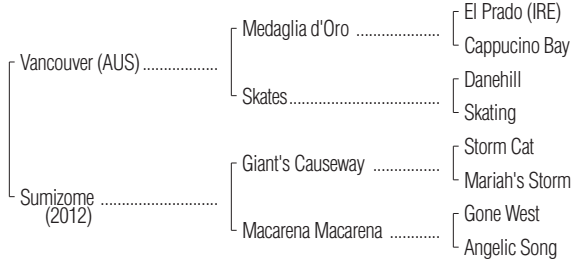 El Prado (IRE)
Medaglia d'Oro ....................
Cappucino Bay
Vancouver (AUS) ..................
Danehill
Skates ....................................
Skating
Storm Cat
Giant's Causeway ................
Mariah's Storm
Sumizome ............................
(2012)
Gone West
Macarena Macarena ............
Angelic Song